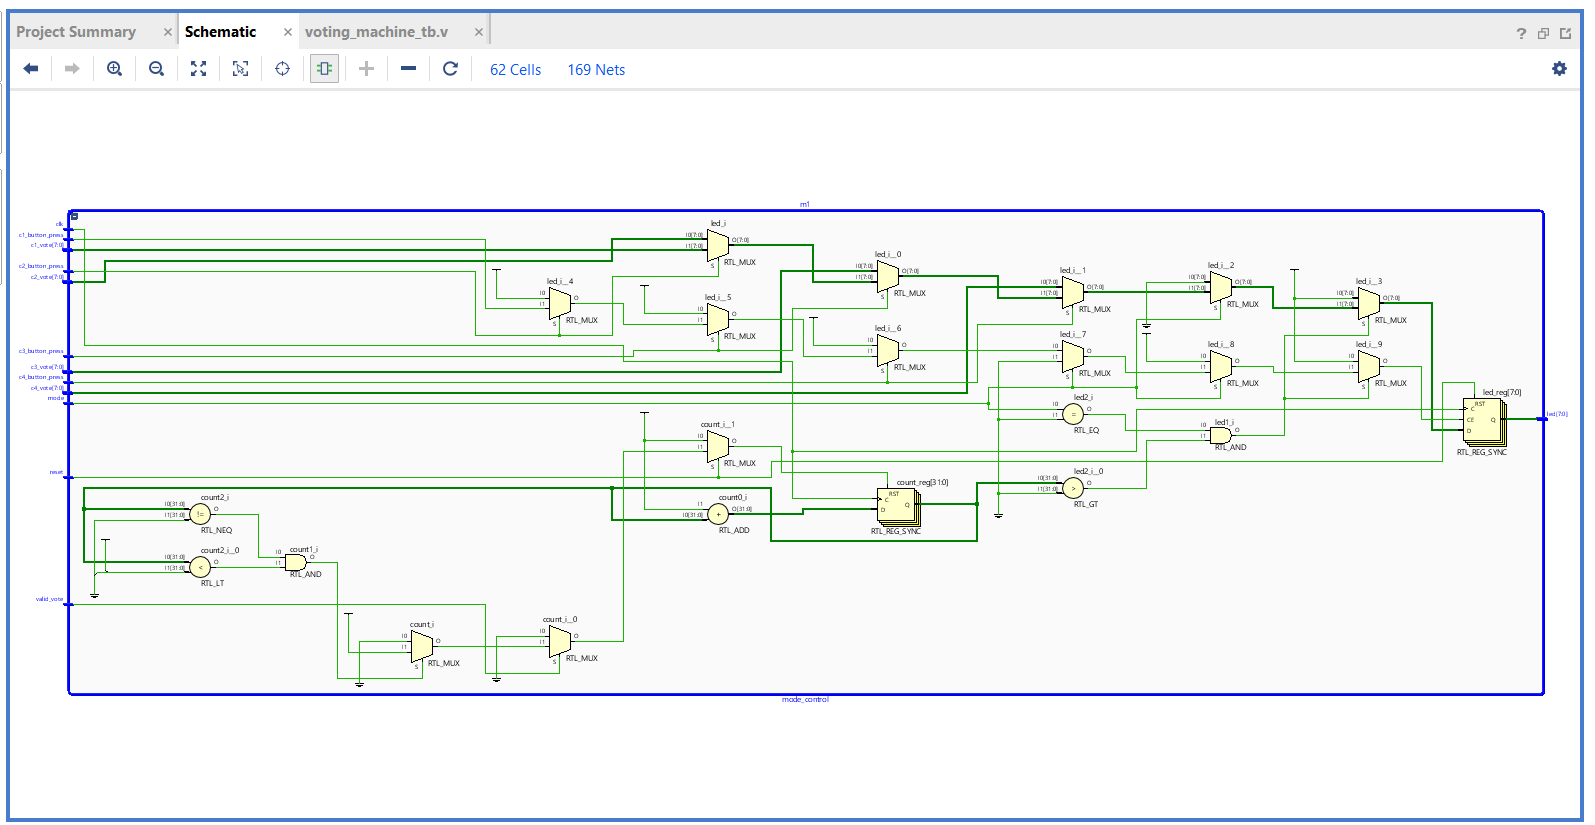 Project Summary × Schematic × voting_machine_tb.v ×
62 Cells 169 Nets
m1
clk
c1_button_press
c1_vote[7:0]
c2_button_press
c2_vote[7:0]
c3_button_press
c3_vote[7:0]
c4_button_press
c4_vote[7:0]
mode
reset
valid_vote
led_i
I0[7:0]
I1[7:0]
O[7:0]
S
RTL_MUX
led_i__0
I0[7:0]
I1[7:0]
O[7:0]
S
RTL_MUX
led_i__1
I0[7:0]
I1[7:0]
O[7:0]
S
RTL_MUX
led_i__2
I0[7:0]
I1[7:0]
O[7:0]
S
RTL_MUX
led_i__3
I0[7:0]
I1[7:0]
O[7:0]
S
RTL_MUX
led_i__4
I0
I1
O
S
RTL_MUX
led_i__5
I0
I1
O
S
RTL_MUX
led_i__6
I0
I1
O
S
RTL_MUX
led_i__7
I0
I1
O
S
RTL_MUX
led_i__8
I0
I1
O
S
RTL_MUX
led_i__9
I0
I1
O
S
RTL_MUX
led2_i
I0
I1
=
O
RTL_EQ
led1_i
I0
I1
O
RTL_AND
led_reg[7:0]
RST
C
CE
D
Q
RTL_REG_SYNC
led[7:0]
count_i__1
I0
I1
O
S
RTL_MUX
led2_i__0
I0[31:0]
I1[31:0]
>
O
RTL_GT
count_reg[31:0]
RST
C
D
Q
RTL_REG_SYNC
count0_i
I1
I0[31:0]
+
O[31:0]
RTL_ADD
count2_i
I0[31:0]
I1[31:0]
!=
O
RTL_NEQ
count2_i__0
I0[31:0]
I1[31:0]
<
O
RTL_LT
count1_i
I0
I1
O
RTL_AND
count_i
I0
I1
O
S
RTL_MUX
count_i__0
I0
I1
O
S
RTL_MUX
mode_control